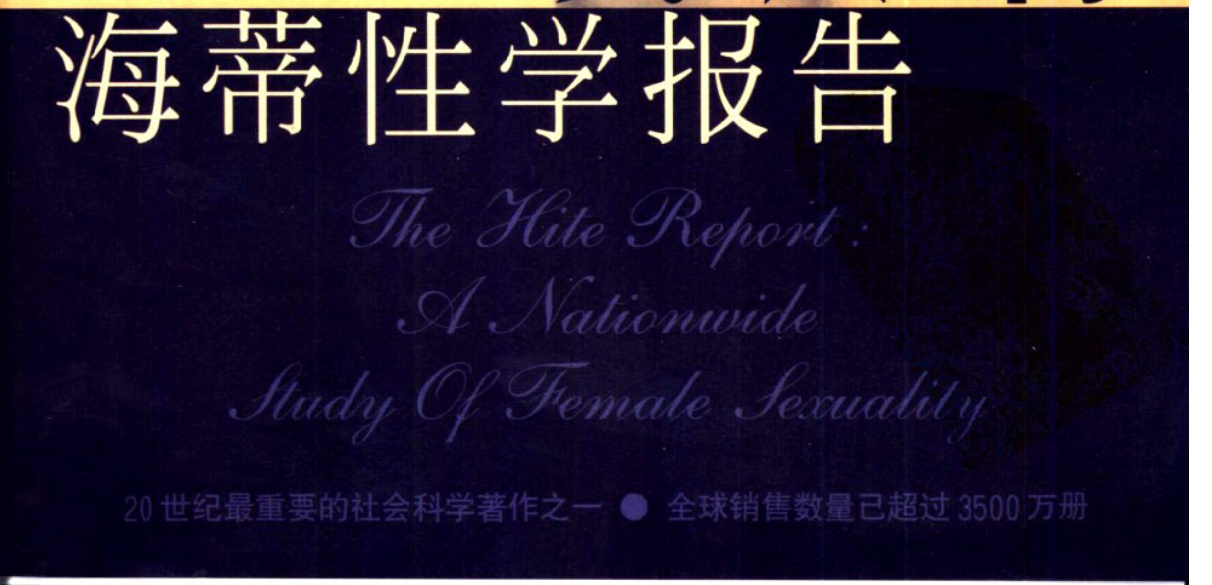 海蒂性学报告
The Hite Report :
A Nationwide
Study Of Female Sexuality
20世纪最重要的社会科学著作之一 ● 全球销售数量已超过3500万册